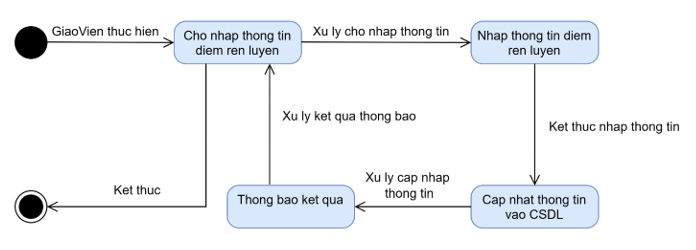 GiaoVien thuc hien
Cho nhap thong tin
diem ren luyen
Xu ly cho nhap thong tin
Nhap thong tin diem
ren luyen
Xu ly ket qua thong bao
Ket thuc nhap thong tin
Ket thuc
Thong bao ket qua
Xu ly cap nhap
thong tin
Cap nhat thong tin
vao CSDL